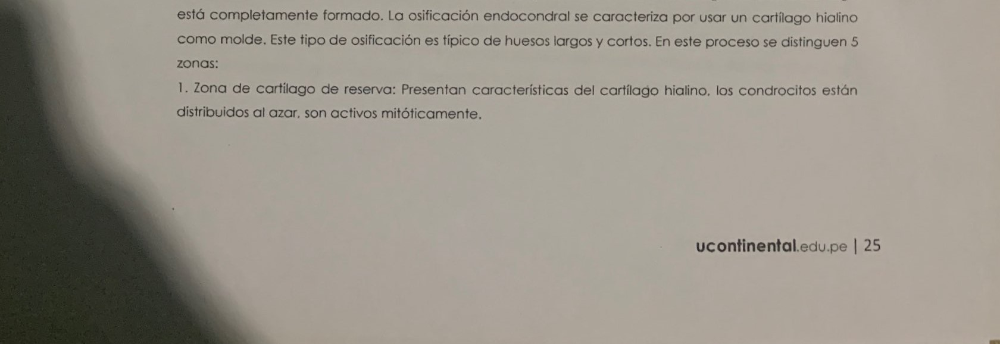 está completamente formado. La osificación endocondral se caracteriza por usar un cartílago hialino
como molde. Este tipo de osificación es típico de huesos largos y cortos. En este proceso se distinguen 5
zonas:
1. Zona de cartílago de reserva: Presentan características del cartílago hialino, los condrocitos están
distribuidos al azar, son activos mitóticamente.
ucontinental.edu.pe | 25